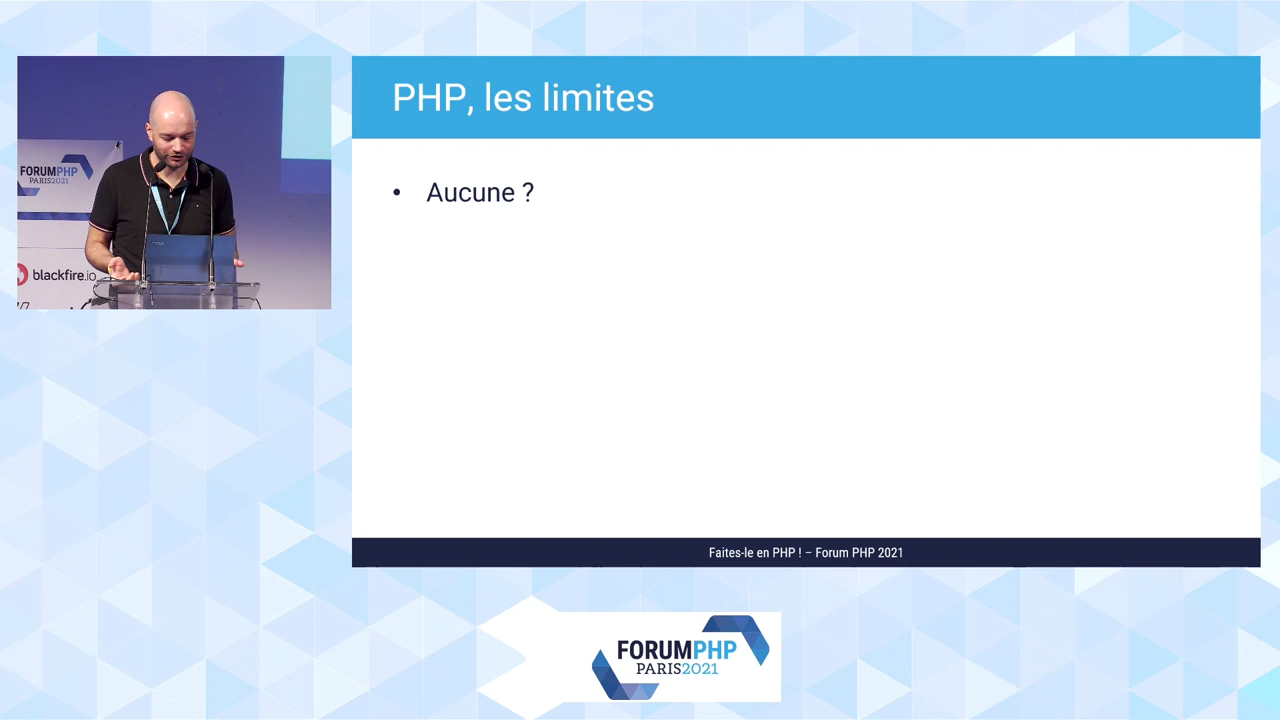 PHP, les limites
• Aucune ?
Faites-le en PHP ! – Forum PHP 2021
FORUMPHP
PARIS2021
blackfire.io
FORUMPHP
PARIS2021